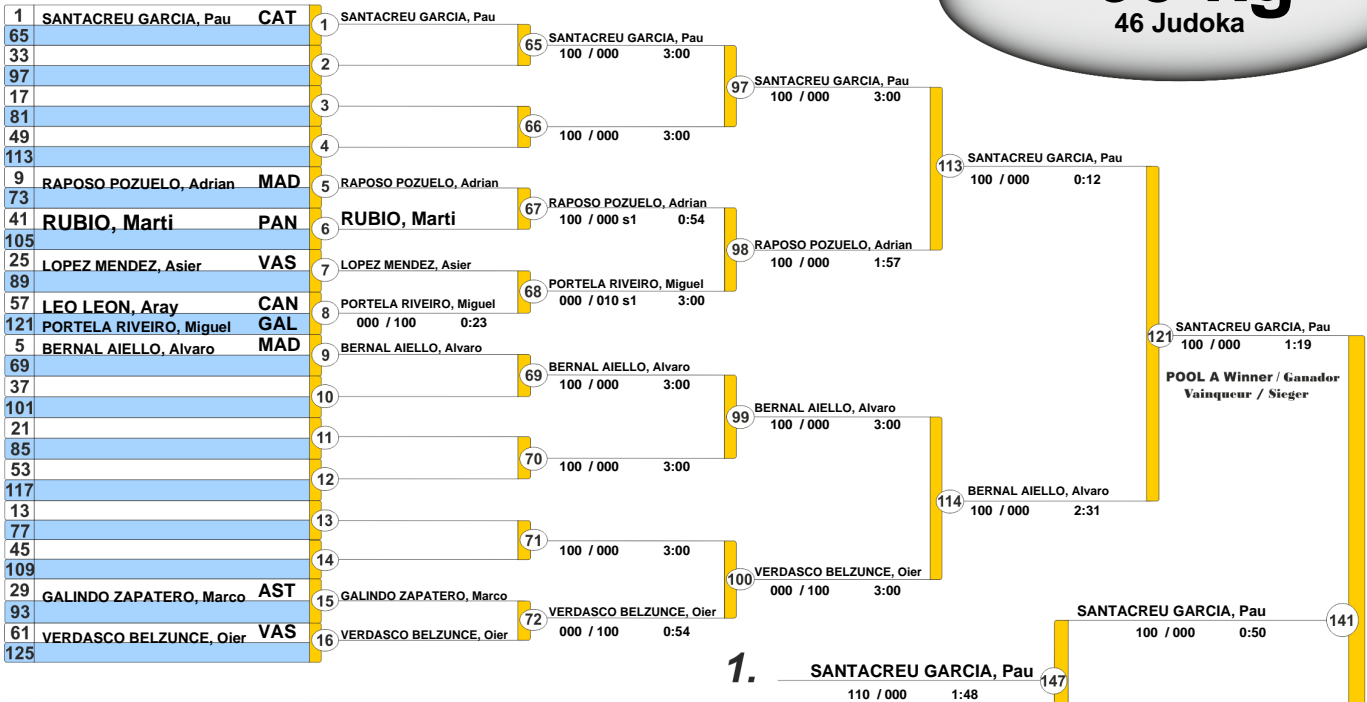 46 Judoka
1 SANTACREU GARCIA, Pau CAT
65
33
97
17
81
49
113
9 RAPOSO POZUELO, Adrian MAD
73
41 RUBIO, Marti PAN
105
25 LOPEZ MENDEZ, Asier VAS
89
57 LEO LEON, Aray CAN
121 PORTELA RIVEIRO, Miguel GAL
5 BERNAL AIELLO, Alvaro MAD
69
37
101
21
85
53
117
13
77
45
109
29 GALINDO ZAPATERO, Marco AST
93
61 VERDASCO BELZUNCE, Oier VAS
125
1 SANTACREU GARCIA, Pau
2
3
4
5 RAPOSO POZUELO, Adrian
6 RUBIO, Marti
7 LOPEZ MENDEZ, Asier
8 PORTELA RIVEIRO, Miguel
000 / 100 0:23
9 BERNAL AIELLO, Alvaro
10
11
12
13
14
15 GALINDO ZAPATERO, Marco
16 VERDASCO BELZUNCE, Oier
65 SANTACREU GARCIA, Pau
100 / 000 3:00
66
100 / 000 3:00
67 RAPOSO POZUELO, Adrian
100 / 000 s1 0:54
68 PORTELA RIVEIRO, Miguel
000 / 010 s1 3:00
69 BERNAL AIELLO, Alvaro
100 / 000 3:00
70
100 / 000 3:00
71
100 / 000 3:00
72 VERDASCO BELZUNCE, Oier
000 / 100 0:54
97 SANTACREU GARCIA, Pau
100 / 000 3:00
98 RAPOSO POZUELO, Adrian
100 / 000 1:57
99 BERNAL AIELLO, Alvaro
100 / 000 3:00
100 VERDASCO BELZUNCE, Oier
000 / 100 3:00
113 SANTACREU GARCIA, Pau
100 / 000 0:12
114 BERNAL AIELLO, Alvaro
100 / 000 2:31
121 SANTACREU GARCIA, Pau
100 / 000 1:19
POOL A Winner / Ganador
Vainqueur / Sieger
SANTACREU GARCIA, Pau 141
100 / 000 0:50
1. SANTACREU GARCIA, Pau 147
110 / 000 1:48